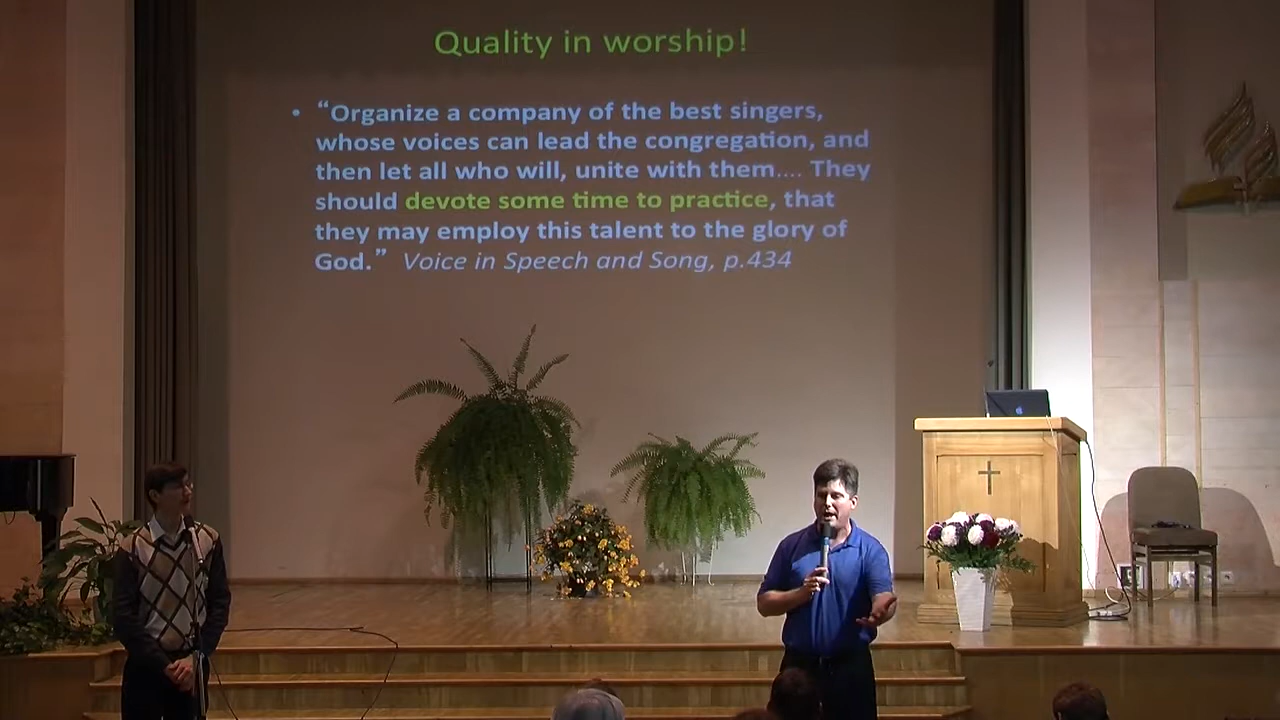 Quality in worship!
• “Organize a company of the best singers,
whose voices can lead the congregation, and
then let all who will, unite with them.... They
should devote some time to practice, that
they may employ this talent to the glory of
God.” Voice in Speech and Song, p.434